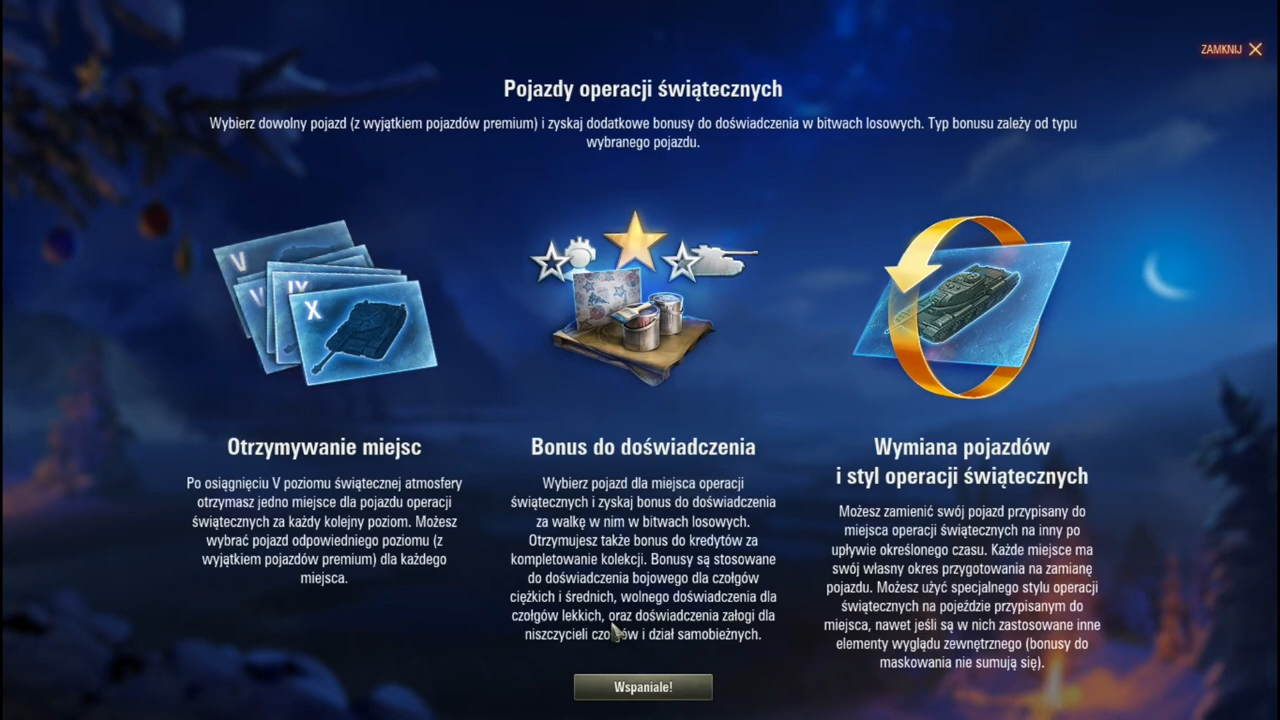 ZAMKNIJ
Pojazdy operacji świątecznych
Wybierz dowolny pojazd (z wyjątkiem pojazdów premium) i zyskaj dodatkowe bonusy do doświadczenia w bitwach losowych. Typ bonusu zależy od typu
wybranego pojazdu.
V
V
IX
X
Otrzymywanie miejsc
Po osiągnięciu V poziomu świątecznej atmosfery
otrzymasz jedno miejsce dla pojazdu operacji
świątecznych za każdy kolejny poziom. Możesz
wybrać pojazd odpowiedniego poziomu (z
wyjątkiem pojazdów premium) dla każdego
miejsca.
Bonus do doświadczenia
Wybierz pojazd dla miejsca operacji
świątecznych i zyskaj bonus do doświadczenia
za walkę w nim w bitwach losowych.
Otrzymujesz także bonus do kredytów za
kompletowanie kolekcji. Bonusy są stosowane
do doświadczenia bojowego dla czołgów
ciężkich i średnich, wolnego doświadczenia dla
czołgów lekkich, oraz doświadczenia załogi dla
niszczycieli czołgów i dział samobieżnych.
Wymiana pojazdów
i styl operacji świątecznych
Możesz zamienić swój pojazd przypisany do
miejsca operacji świątecznych na inny po
upływie określonego czasu. Każde miejsce ma
swój własny okres przygotowania na zamianę
pojazdu. Możesz użyć specjalnego stylu operacji
świątecznych na pojeździe przypisanym do
miejsca, nawet jeśli są w nich zastosowane inne
elementy wyglądu zewnętrznego (bonusy do
maskowania nie sumują się).
Wspaniale!